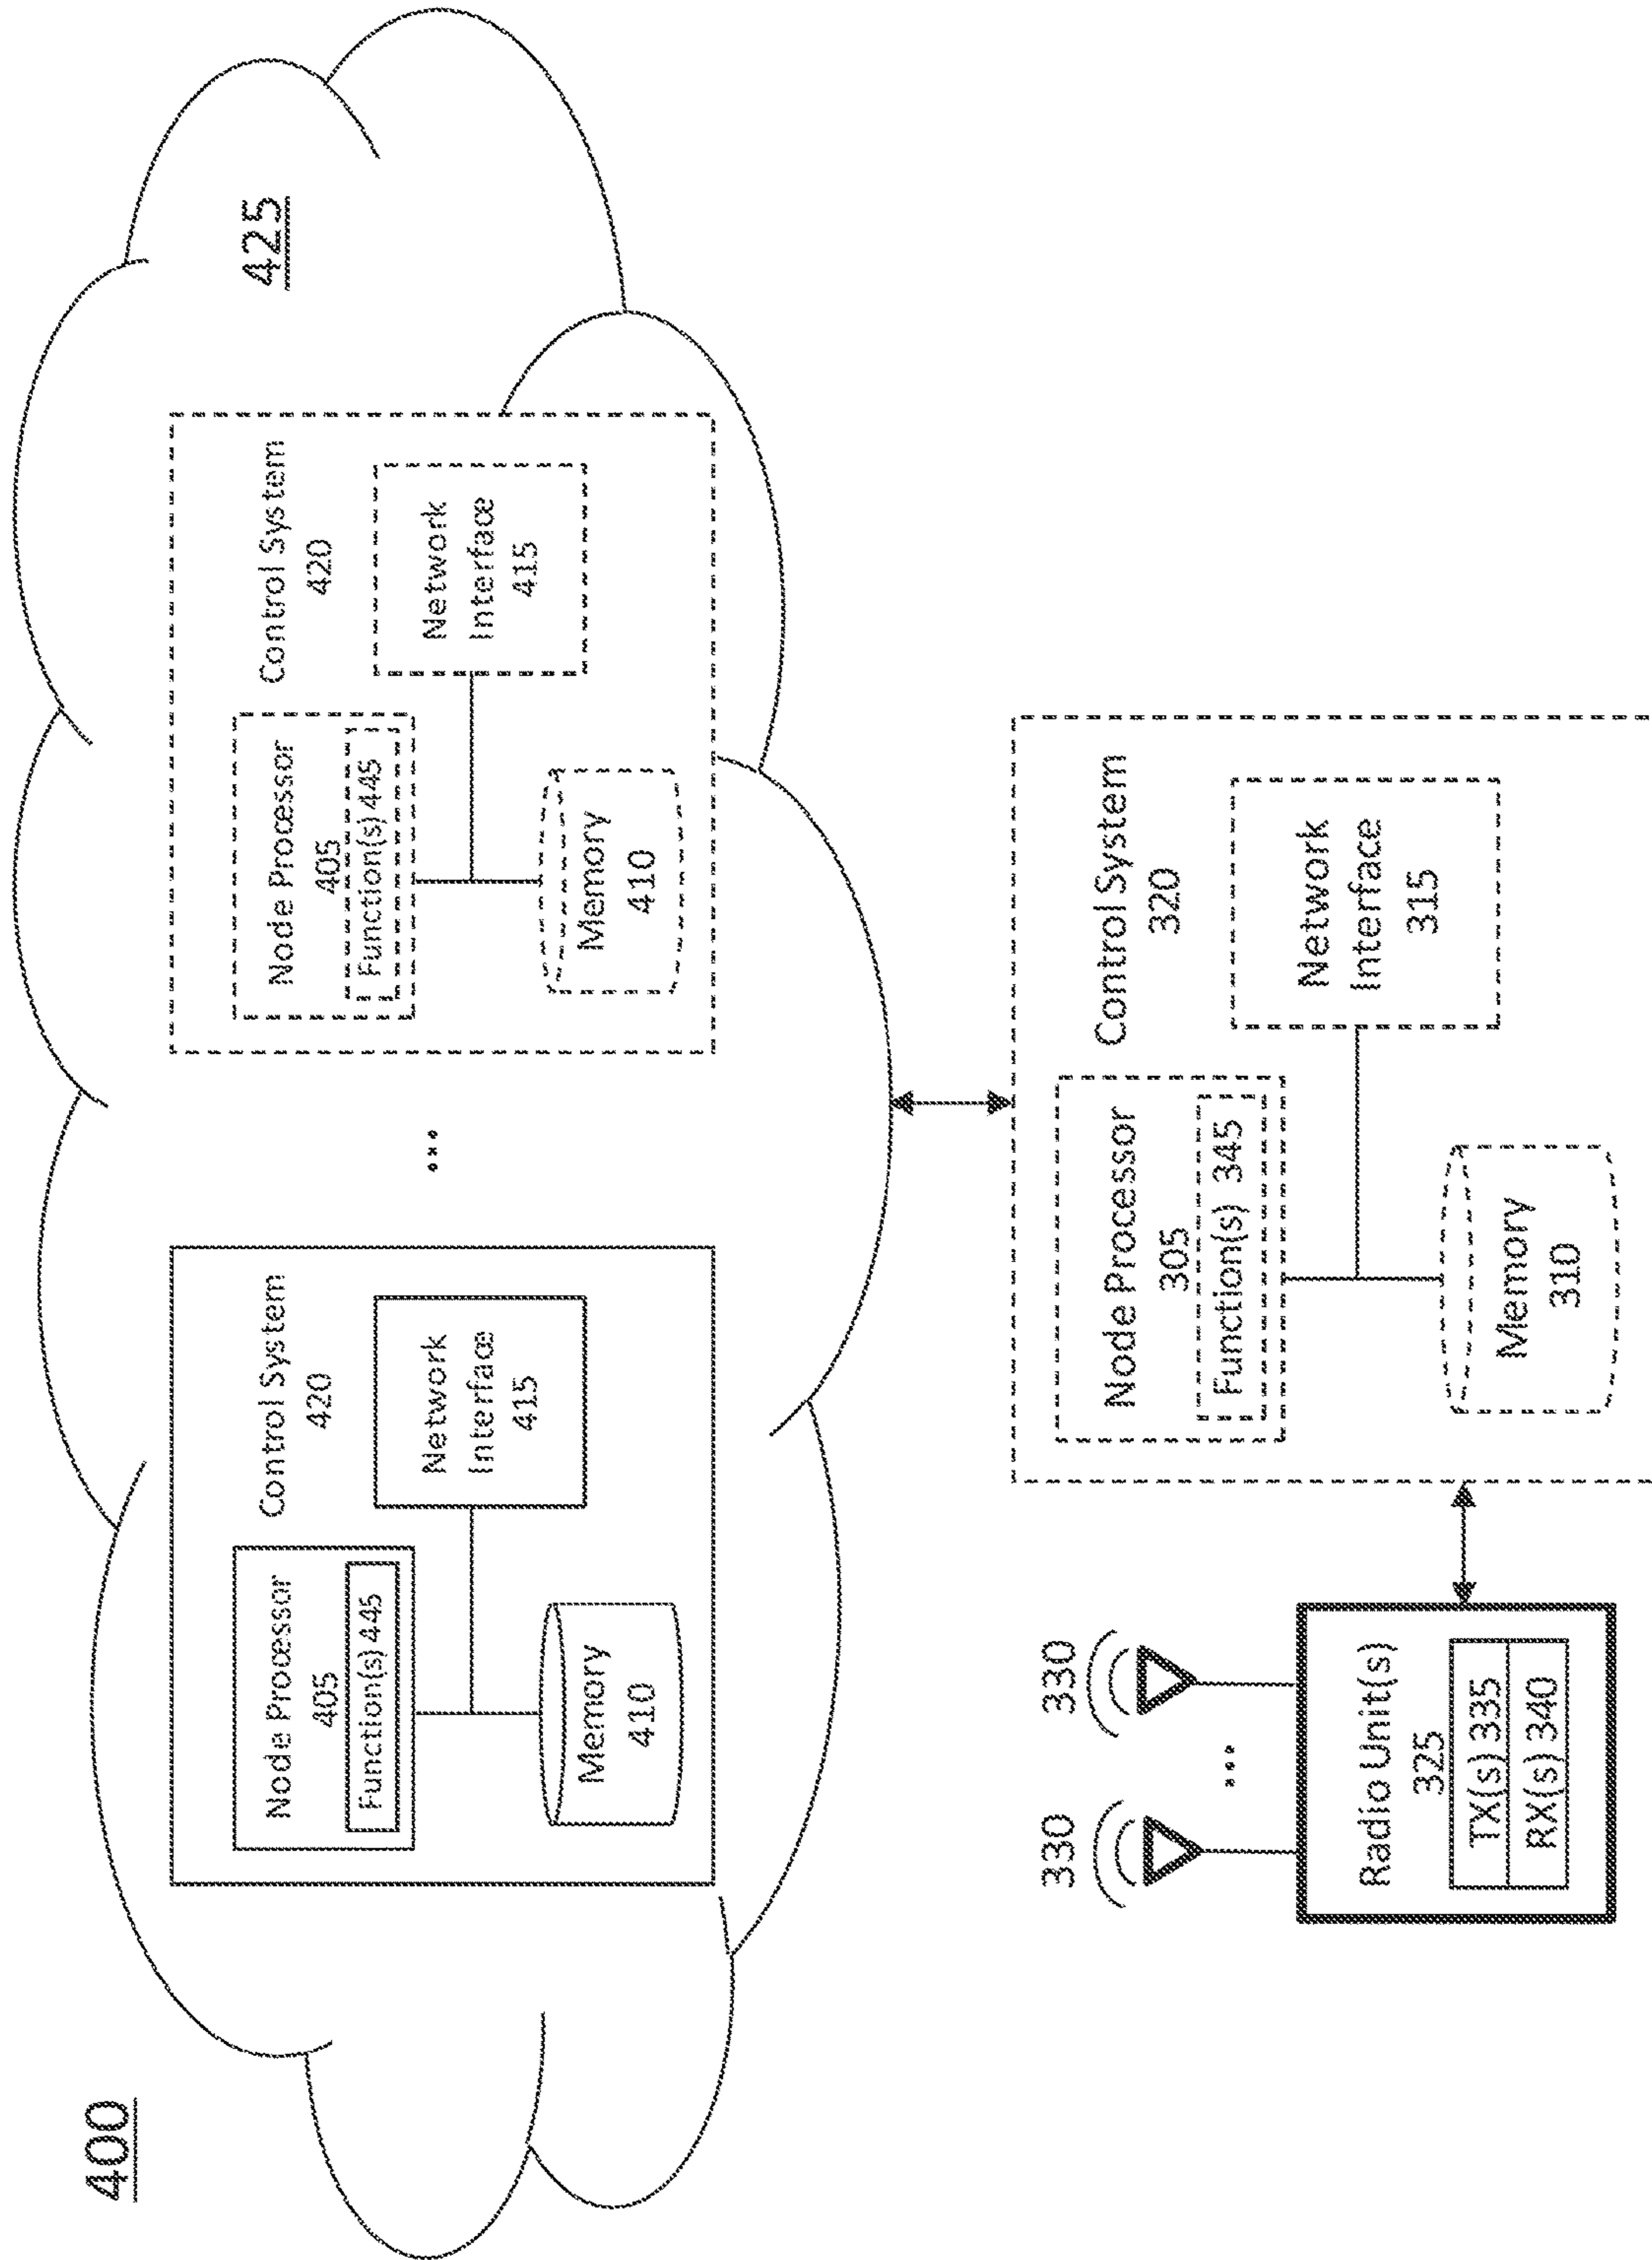 400
425
Control System
420
Node Processor
405
Function(s) 445
Network
Interface
415
Memory
410
...
Control System
420
Node Processor
405
Function(s) 445
Network
Interface
415
Memory
410
330
...
330
Radio Unit(s)
325
TX(s) 335
RX(s) 340
Control System
320
Node Processor
305
Function(s) 345
Network
Interface
315
Memory
310